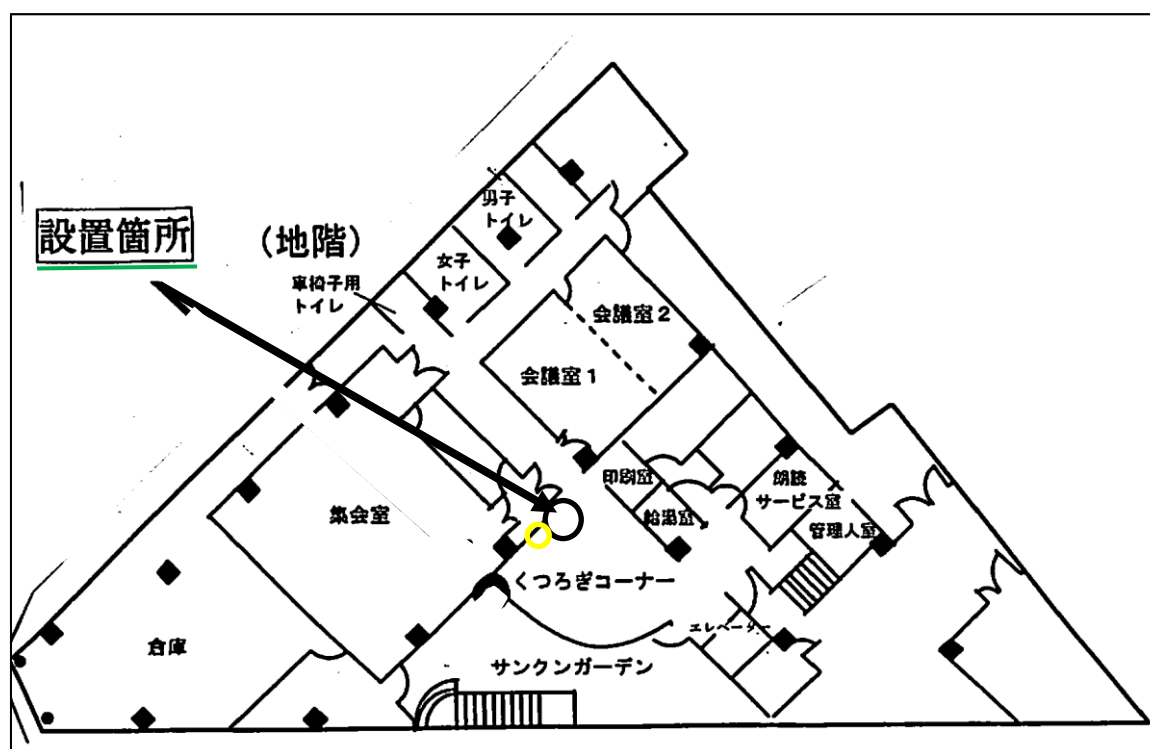 設置箇所
(地階)
男子
トイレ
女子
トイレ
車椅子用
トイレ
会議室2
会議室1
印刷室
給湯室
朗読
サービス室
管理人室
集会室
くつろぎコーナー
エレベーター
倉庫
サンクンガーデン